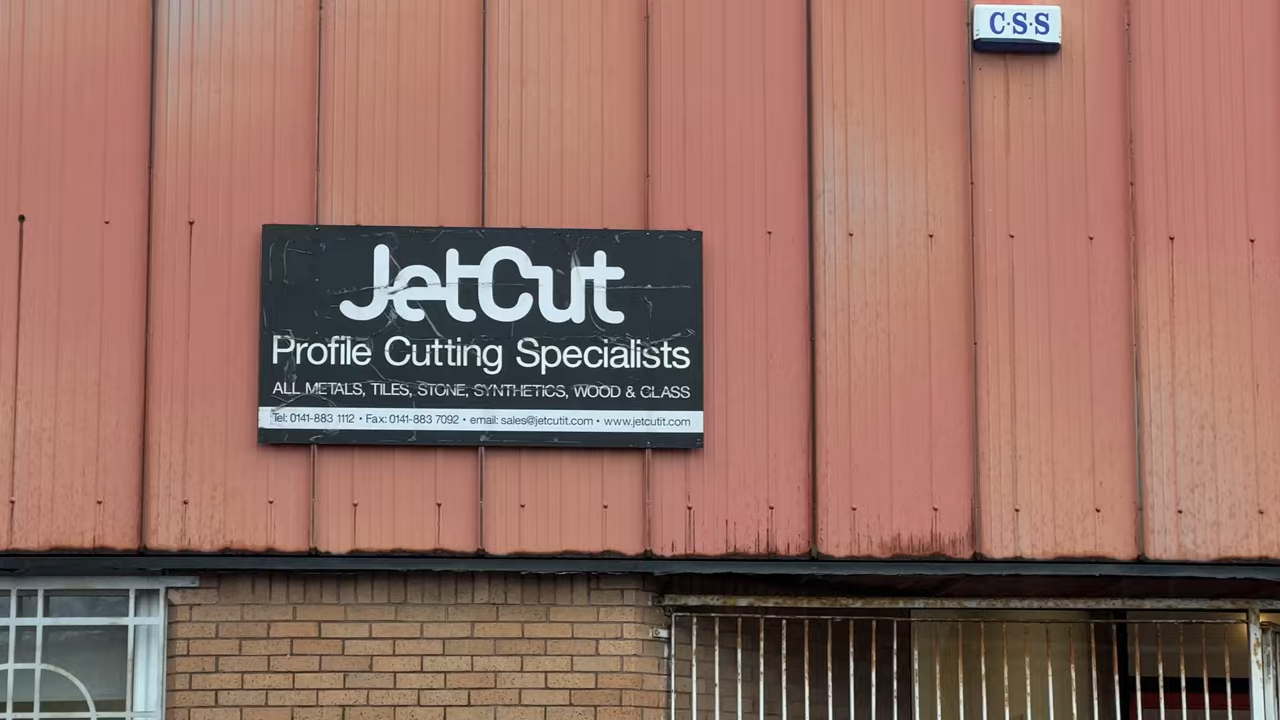 C·S·S
JetCut
Profile Cutting Specialists
ALL METALS, TILES, STONE, SYNTHETICS, WOOD & GLASS
Tel: 0141-883 1112 • Fax: 0141-883 7092 • email: sales@jetcutit.com • www.jetcutit.com